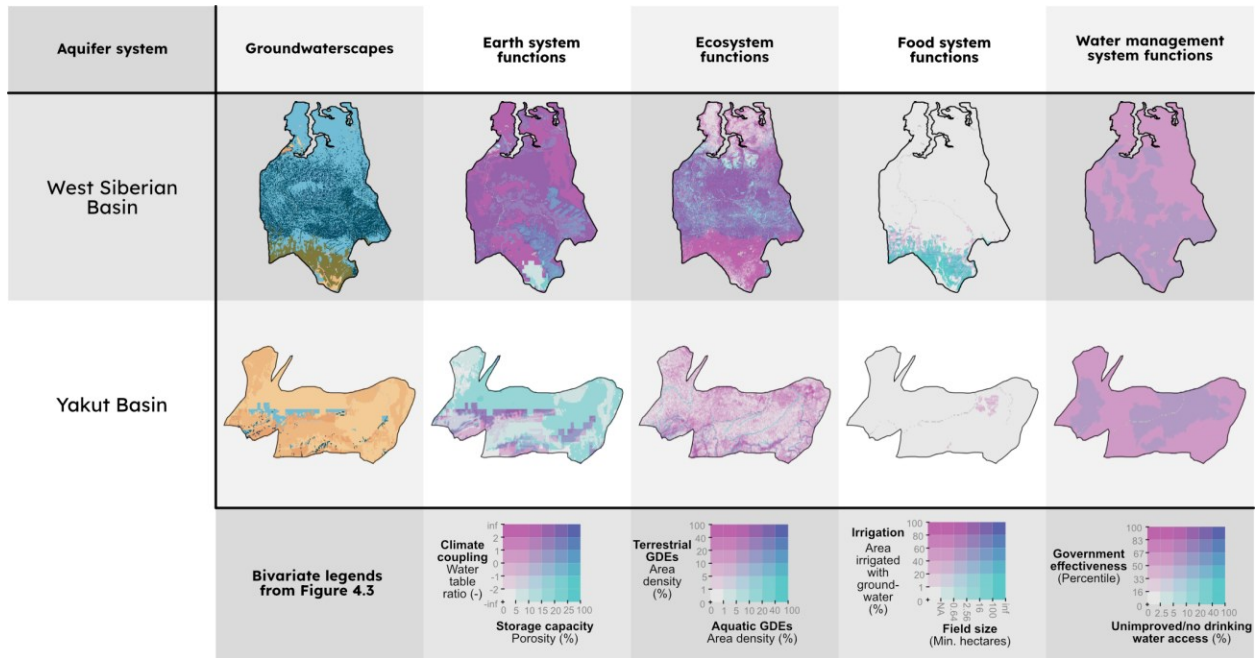 Aquifer system
Groundwaterscapes
Earth system
functions
Ecosystem
functions
Food system
functions
Water management
system functions
West Siberian
Basin
Yakut Basin
Bivariate legends
from Figure 4.3
Climate
coupling
Water
table
ratio (-)
inf
2
1
0
-1
-2
-inf
0 5 10 15 20 25 100
Storage capacity
Porosity (%)
Terrestrial
GDEs
Area
density
(%)
100
40
20
10
5
1
0
0 1 5 10 20 40 100
Aquatic GDEs
Area density (%)
Irrigation
Area
irrigated
with
ground-
water
(%)
100
80
60
40
20
1
0
NA
0.64
2.56
16
100
inf
Field size
(Min. hectares)
Government
effectiveness
(Percentile)
100
83
67
50
33
16
0
0 2.5 5 10 20 40 100
Unimproved/no drinking
water access (%)